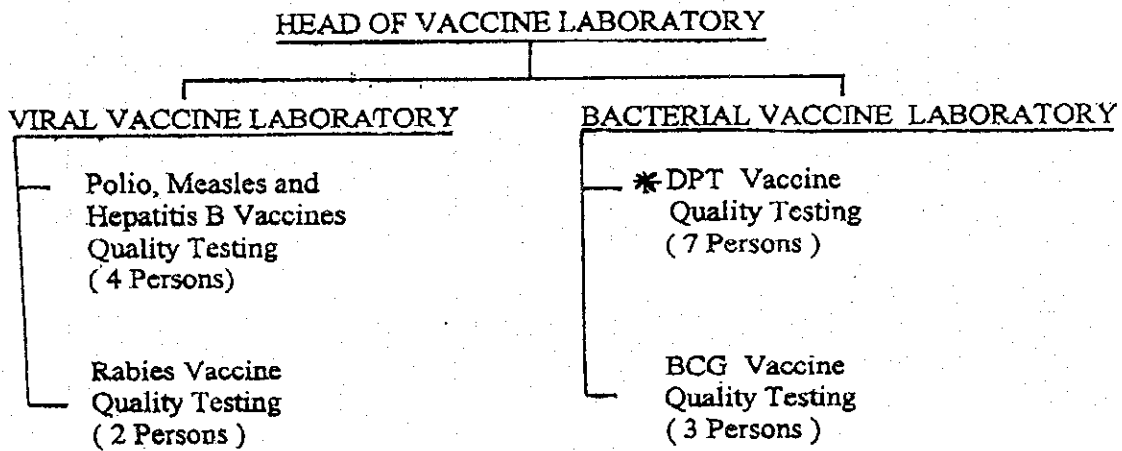 HEAD OF VACCINE LABORATORY
VIRAL VACCINE LABORATORY
Polio, Measles and
Hepatitis B Vaccines
Quality Testing
( 4 Persons)
Rabies Vaccine
Quality Testing
( 2 Persons )
BACTERIAL VACCINE LABORATORY
* DPT Vaccine
Quality Testing
( 7 Persons )
BCG Vaccine
Quality Testing
( 3 Persons )